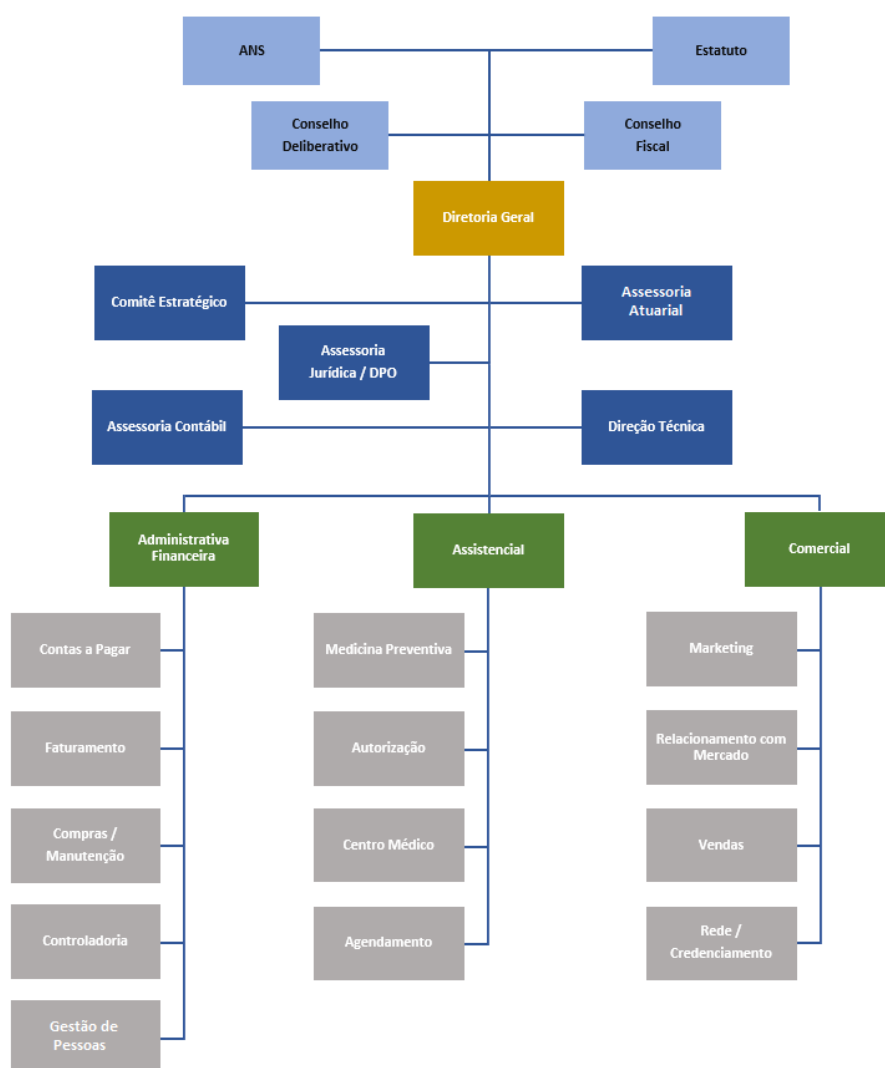 ANS
Estatuto
Conselho
Deliberativo
Conselho
Fiscal
Diretoria Geral
Comitê Estratégico
Assessoria
Atuarial
Assessoria
Jurídica / DPO
Assessoria Contábil
Direção Técnica
Administrativa
Financeira
Assistencial
Comercial
Contas a Pagar
Medicina Preventiva
Marketing
Faturamento
Autorização
Relacionamento com
Mercado
Compras /
Manutenção
Centro Médico
Vendas
Controladoria
Agendamento
Rede /
Credenciamento
Gestão de
Pessoas